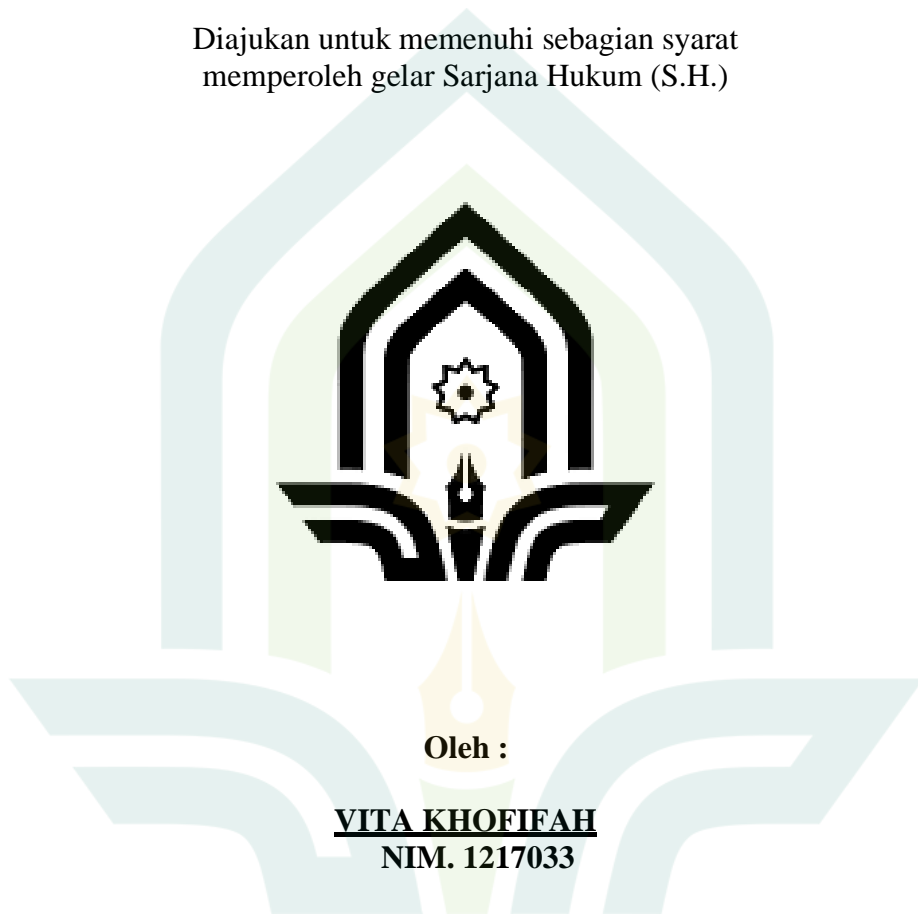 Diajukan untuk memenuhi sebagian syarat
memperoleh gelar Sarjana Hukum (S.H.)
Oleh :
VITA KHOFIFAH
NIM. 1217033